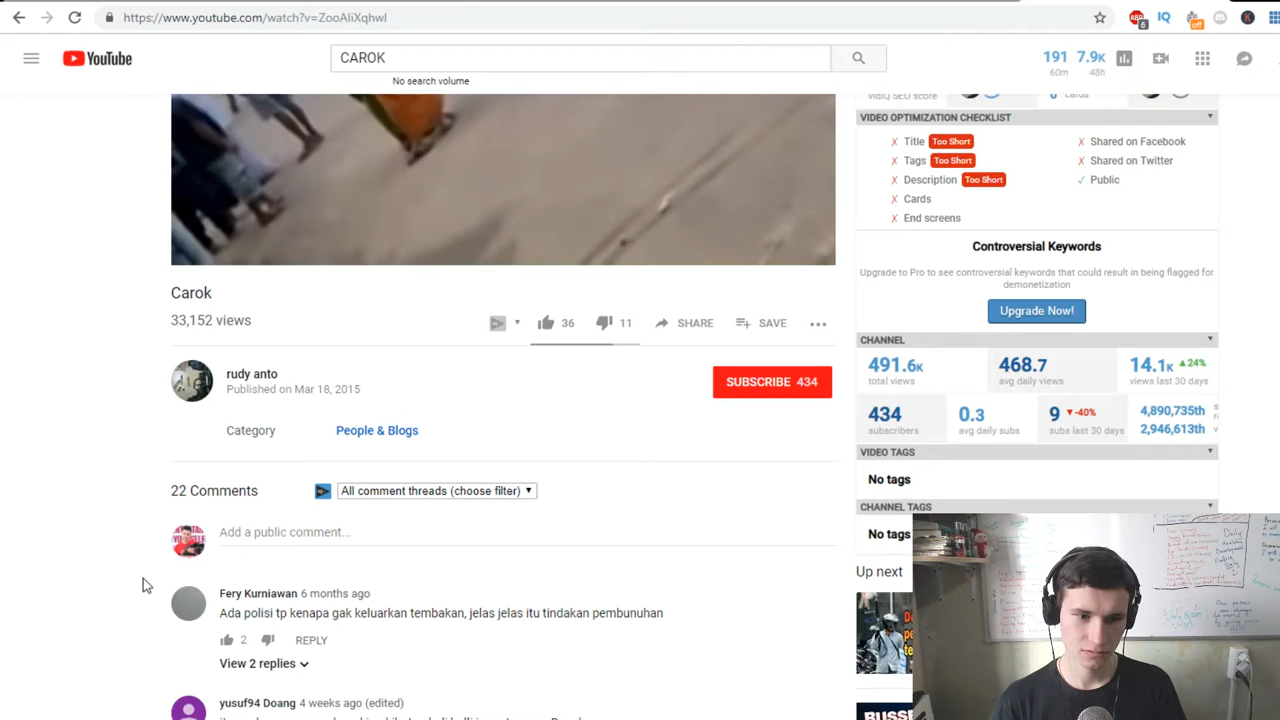 https://www.youtube.com/watch?v=ZooAliXqhwI
YouTube
CAROK
No search volume
191 7.9K
60m 48h
6
off
IQ
K
vidIQ SEO score
cards
VIDEO OPTIMIZATION CHECKLIST
X Title Too Short
X Tags Too Short
X Description Too Short
X Cards
X End screens
X Shared on Facebook
X Shared on Twitter
✓ Public
Controversial Keywords
Upgrade to Pro to see controversial keywords that could result in being flagged for
demonetization
Upgrade Now!
CHANNEL
491.6K 468.7 14.1K ▲24%
total views avg daily views views last 30 days
434 0.3 9 ▼-40% 4,890,735th
subscribers avg daily subs subs last 30 days 2,946,613th
VIDEO TAGS
No tags
CHANNEL TAGS
No tags
Up next
Carok
33,152 views
36 11 SHARE SAVE
rudy anto
Published on Mar 18, 2015
SUBSCRIBE 434
Category People & Blogs
22 Comments All comment threads (choose filter)
Add a public comment...
Fery Kurniawan 6 months ago
Ada polisi tp kenapa gak keluarkan tembakan, jelas jelas itu tindakan pembunuhan
2 REPLY
View 2 replies
yusuf94 Doang 4 weeks ago (edited)